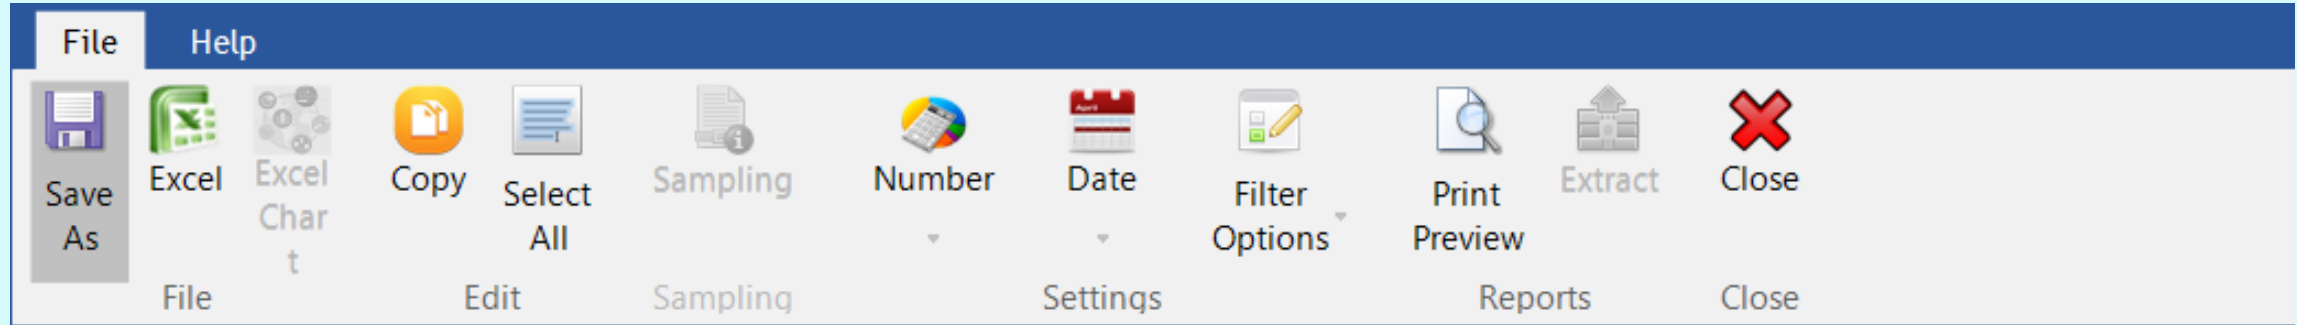 File Help
Save
As
Excel
Excel
Char
t
Copy
Select
All
Sampling
Number
Date
Filter
Options
Print
Preview
Extract
Close
File
Edit
Sampling
Settings
Reports
Close